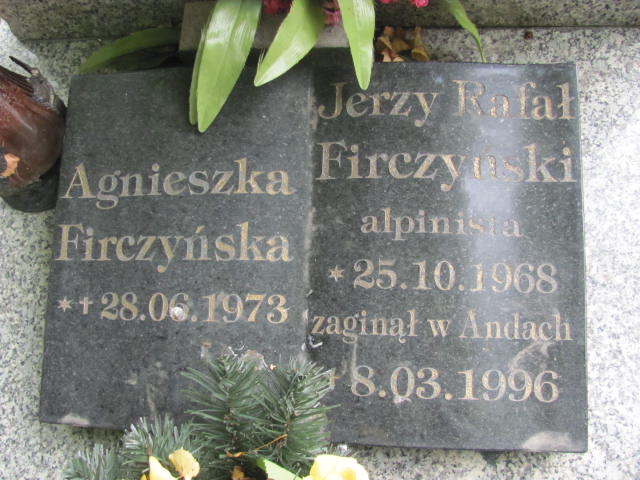 Agnieszka
Firczyńska
* † 28.06.1973
Jerzy Rafał
Firczyński
alpinista
* 25.10.1968
zaginął w Andach
† 8.03.1996